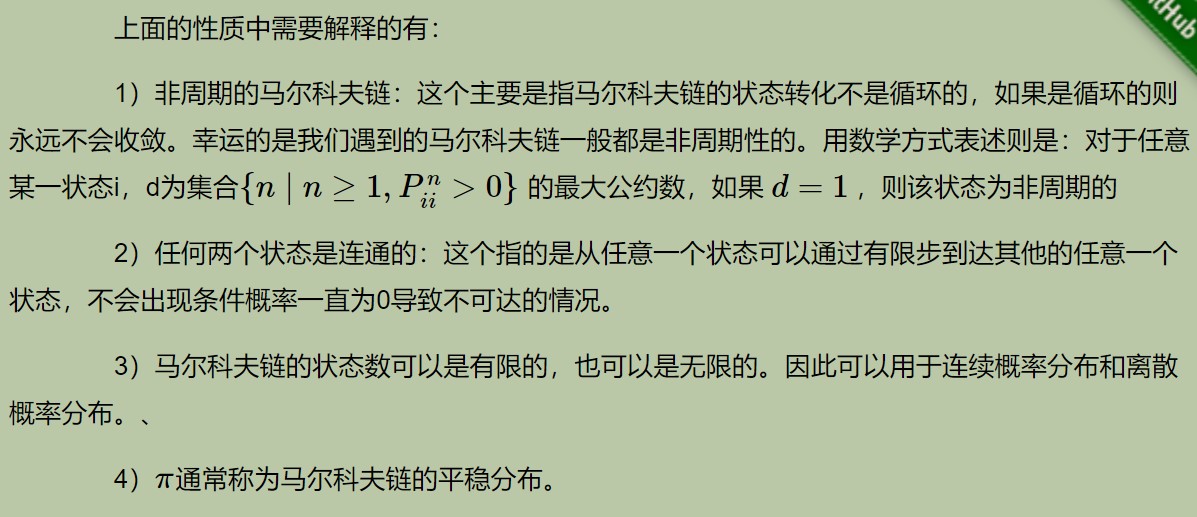 上面的性质中需要解释的有：
1）非周期的马尔科夫链：这个主要是指马尔科夫链的状态转化不是循环的，如果是循环的则
永远不会收敛。幸运的是我们遇到的马尔科夫链一般都是非周期性的。用数学方式表述则是：对于任意
某一状态i，d为集合{n | n ≥ 1, P_{ii}^n > 0} 的最大公约数，如果 d = 1 ，则该状态为非周期的
2）任何两个状态是连通的：这个指的是从任意一个状态可以通过有限步到达其他的任意一个
状态，不会出现条件概率一直为0导致不可达的情况。
3）马尔科夫链的状态数可以是有限的，也可以是无限的。因此可以用于连续概率分布和离散
概率分布。、
4）π通常称为马尔科夫链的平稳分布。